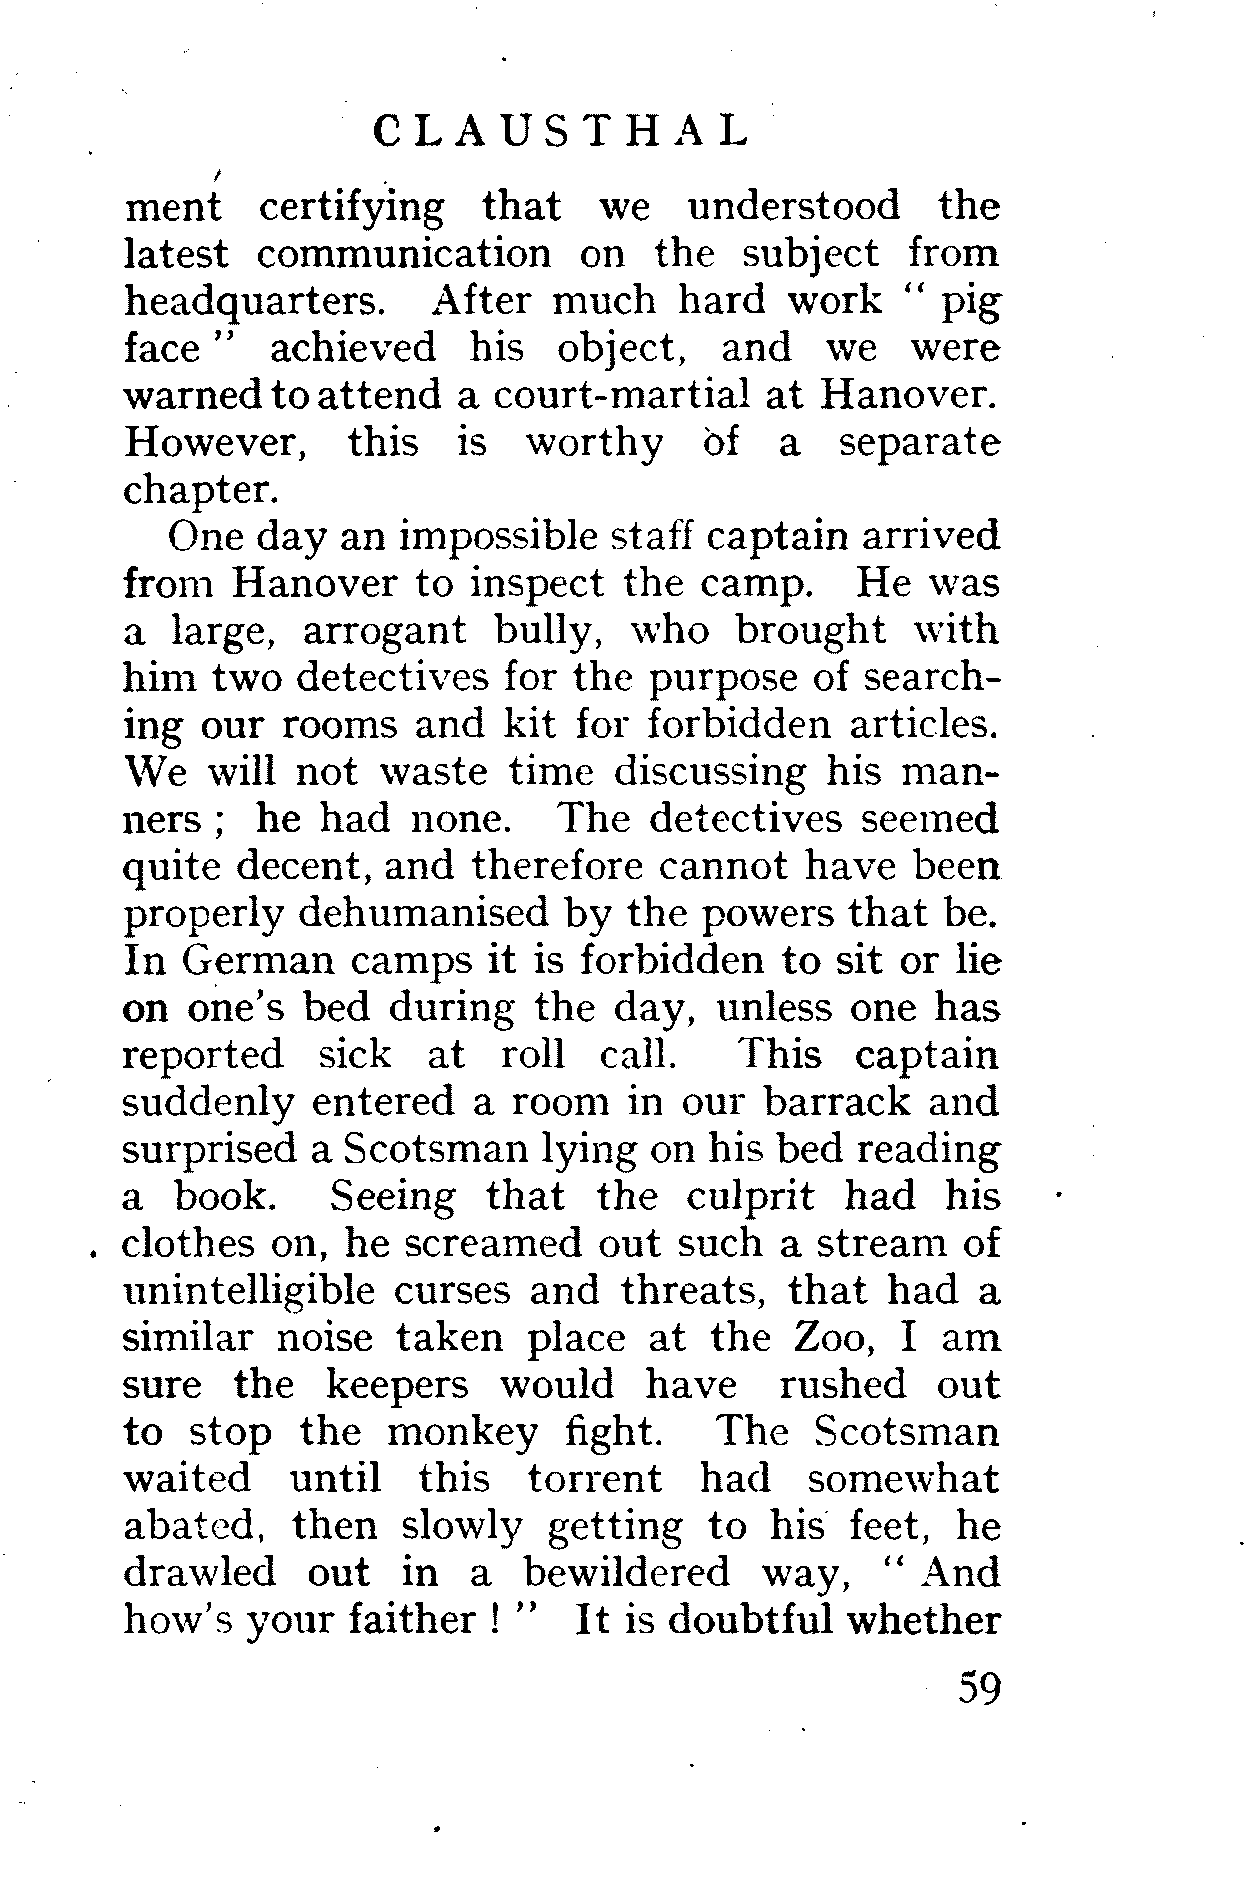 CLAUSTHAL
ment certifying that we understood the
latest communication on the subject from
headquarters. After much hard work “ pig
face ” achieved his object, and we were
warned to attend a court-martial at Hanover.
However, this is worthy of a separate
chapter.
One day an impossible staff captain arrived
from Hanover to inspect the camp. He was
a large, arrogant bully, who brought with
him two detectives for the purpose of search-
ing our rooms and kit for forbidden articles.
We will not waste time discussing his man-
ners ; he had none. The detectives seemed
quite decent, and therefore cannot have been
properly dehumanised by the powers that be.
In German camps it is forbidden to sit or lie
on one's bed during the day, unless one has
reported sick at roll call. This captain
suddenly entered a room in our barrack and
surprised a Scotsman lying on his bed reading
a book. Seeing that the culprit had his
clothes on, he screamed out such a stream of
unintelligible curses and threats, that had a
similar noise taken place at the Zoo, I am
sure the keepers would have rushed out
to stop the monkey fight. The Scotsman
waited until this torrent had somewhat
abated, then slowly getting to his feet, he
drawled out in a bewildered way, “ And
how's your faither ! ” It is doubtful whether
59